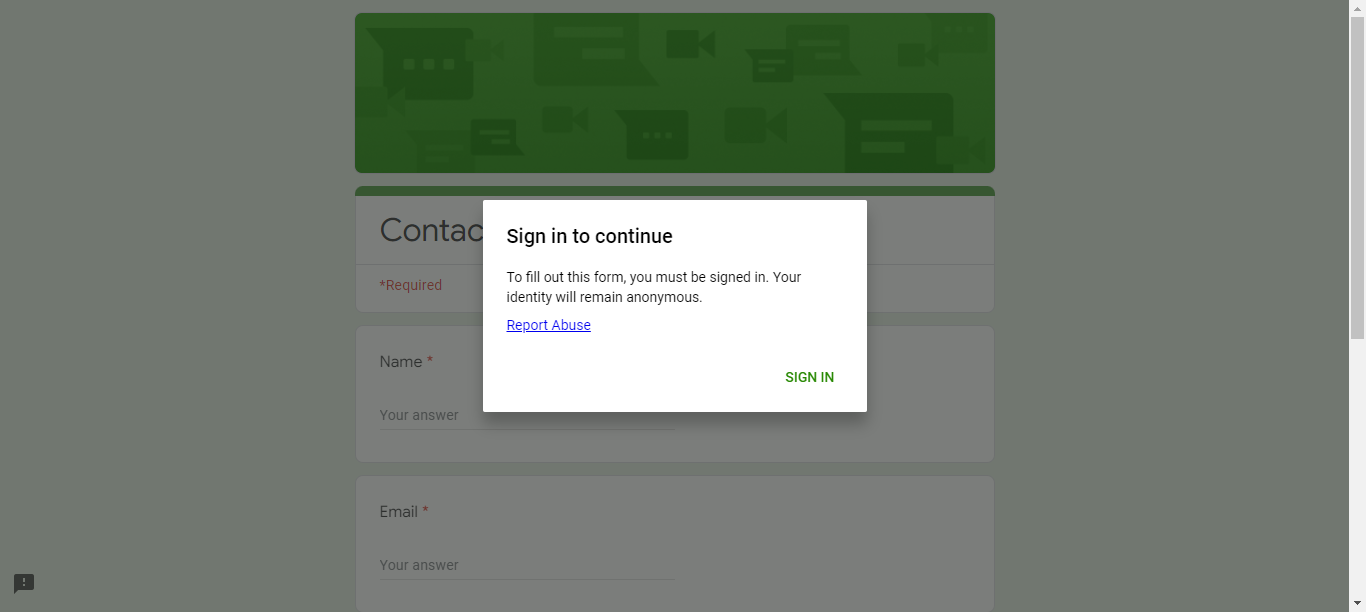 Contac
Sign in to continue
To fill out this form, you must be signed in. Your
identity will remain anonymous.
*Required
Report Abuse
Name *
SIGN IN
Your answer
Email *
Your answer